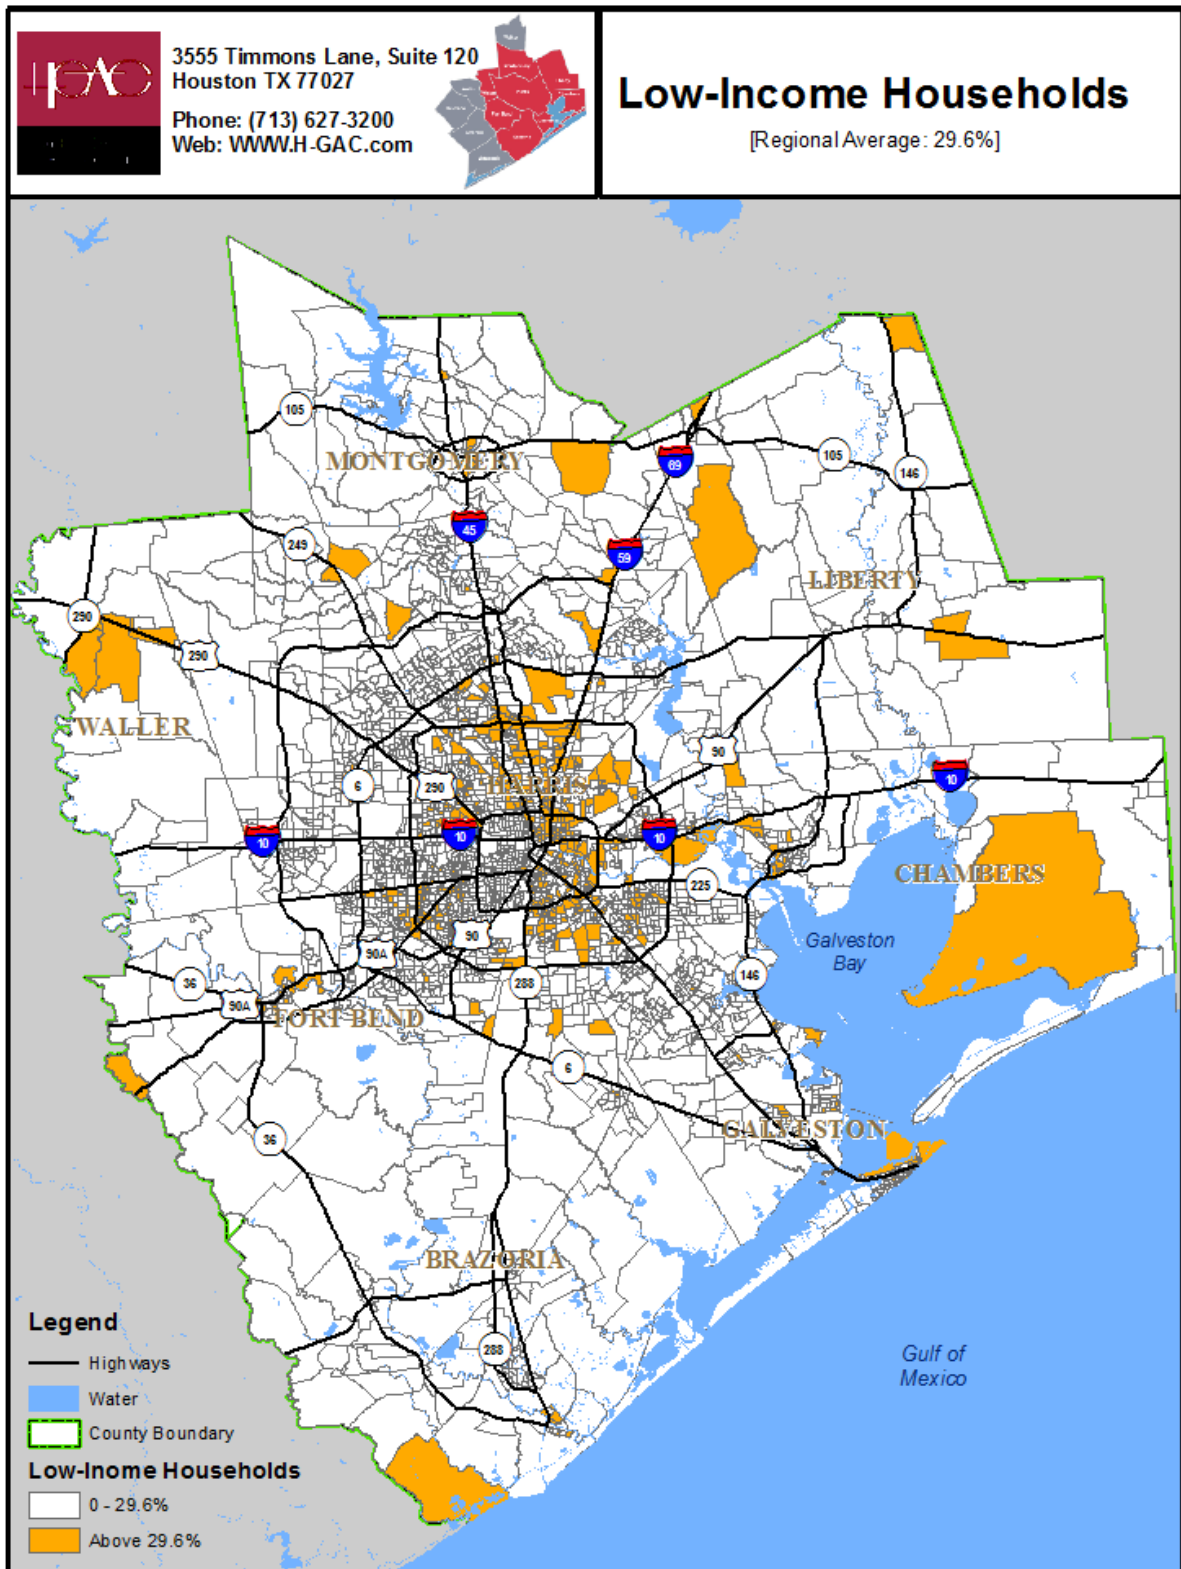 HGAC
3555 Timmons Lane, Suite 120
Houston TX 77027
Phone: (713) 627-3200
Web: WWW.H-GAC.com
Low-Income Households
[Regional Average: 29.6%]
105
MONTGOMERY
69
105
146
45
249
59
LIBERTY
290
290
WALLER
90
6
290
HARRIS
10
10
10
10
CHAMBERS
225
Galveston
Bay
90
90A
36
90A
288
146
FORT BEND
6
36
GALVESTON
BRAZORIA
288
Gulf of
Mexico
Legend
Highways
Water
County Boundary
Low-Inome Households
0 - 29.6%
Above 29.6%